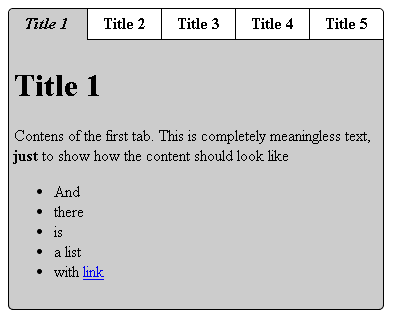 Title 1 Title 2 Title 3 Title 4 Title 5
Title 1
Contens of the first tab. This is completely meaningless text,
just to show how the content should look like
And
there
is
a list
with link